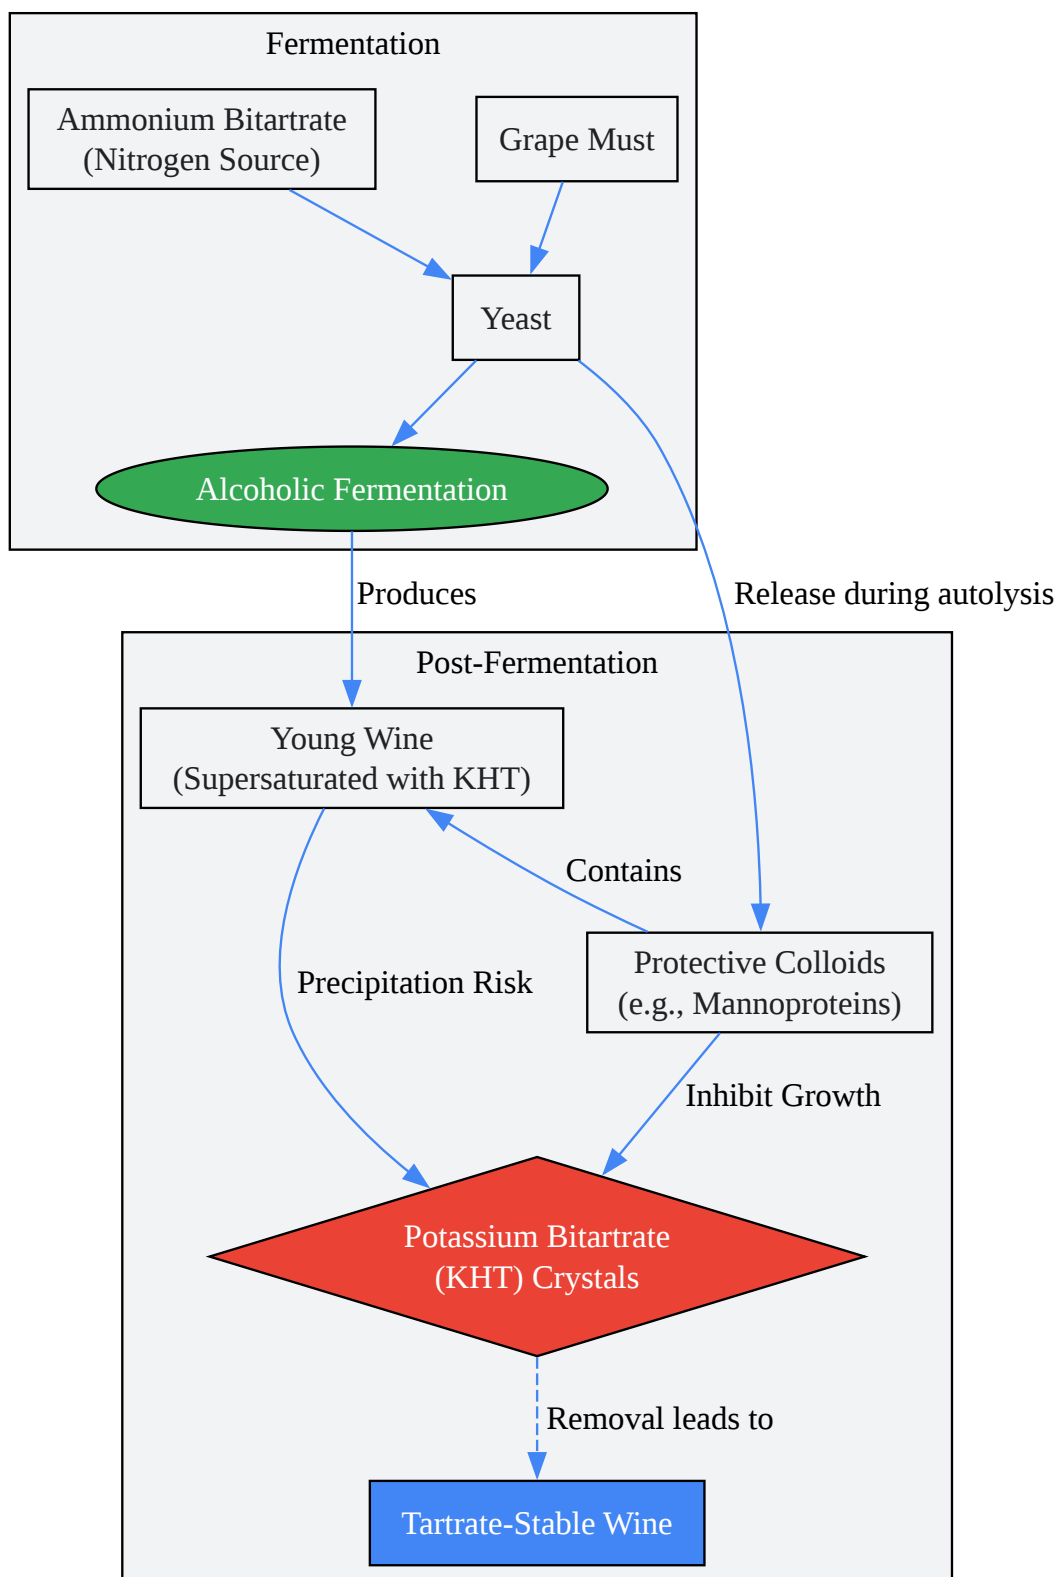 Fermentation
Ammonium Bitartrate
(Nitrogen Source)
Grape Must
Yeast
Alcoholic Fermentation
Produces
Release during autolysis
Post-Fermentation
Young Wine
(Supersaturated with KHT)
Contains
Protective Colloids
(e.g., Mannoproteins)
Precipitation Risk
Inhibit Growth
Potassium Bitartrate
(KHT) Crystals
Removal leads to
Tartrate-Stable Wine